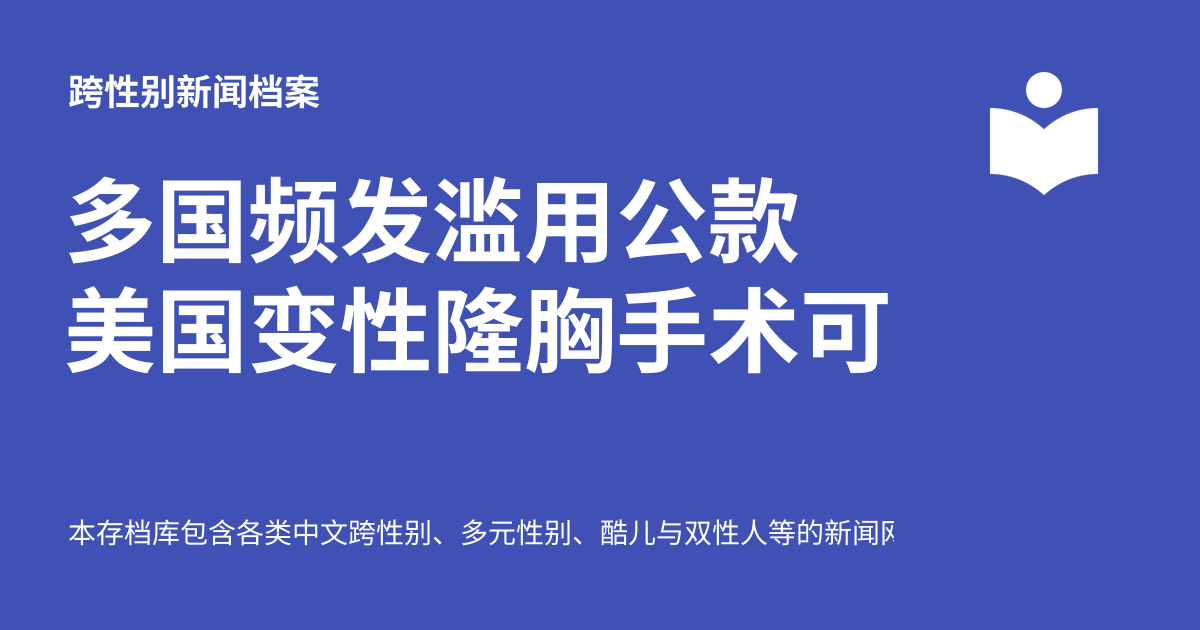 跨性别新闻档案
多国频发滥用公款
美国变性隆胸手术可
本存档库包含各类中文跨性别、多元性别、酷儿与双性人等的新闻